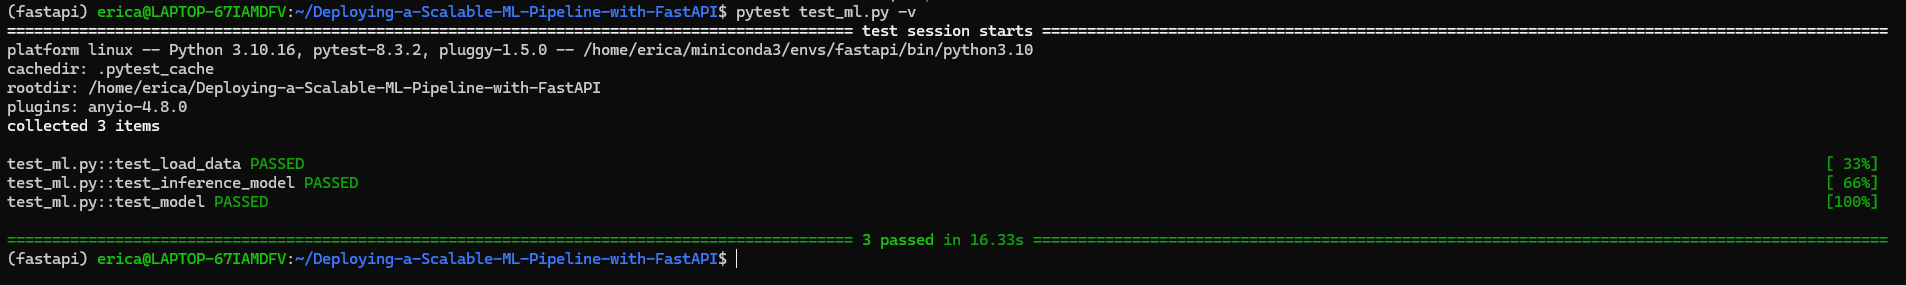 (fastapi) erica@LAPTOP-67IAMDFV:~/Deploying-a-Scalable-ML-Pipeline-with-FastAPI$ pytest test_ml.py -v
============================================================================================== test session starts ==============================================================================================
platform linux -- Python 3.10.16, pytest-8.3.2, pluggy-1.5.0 -- /home/erica/miniconda3/envs/fastapi/bin/python3.10
cachedir: .pytest_cache
rootdir: /home/erica/Deploying-a-Scalable-ML-Pipeline-with-FastAPI
plugins: anyio-4.8.0
collected 3 items

test_ml.py::test_load_data PASSED [ 33%]
test_ml.py::test_inference_model PASSED [ 66%]
test_ml.py::test_model PASSED [100%]

============================================================================================== 3 passed in 16.33s ===============================================================================================
(fastapi) erica@LAPTOP-67IAMDFV:~/Deploying-a-Scalable-ML-Pipeline-with-FastAPI$